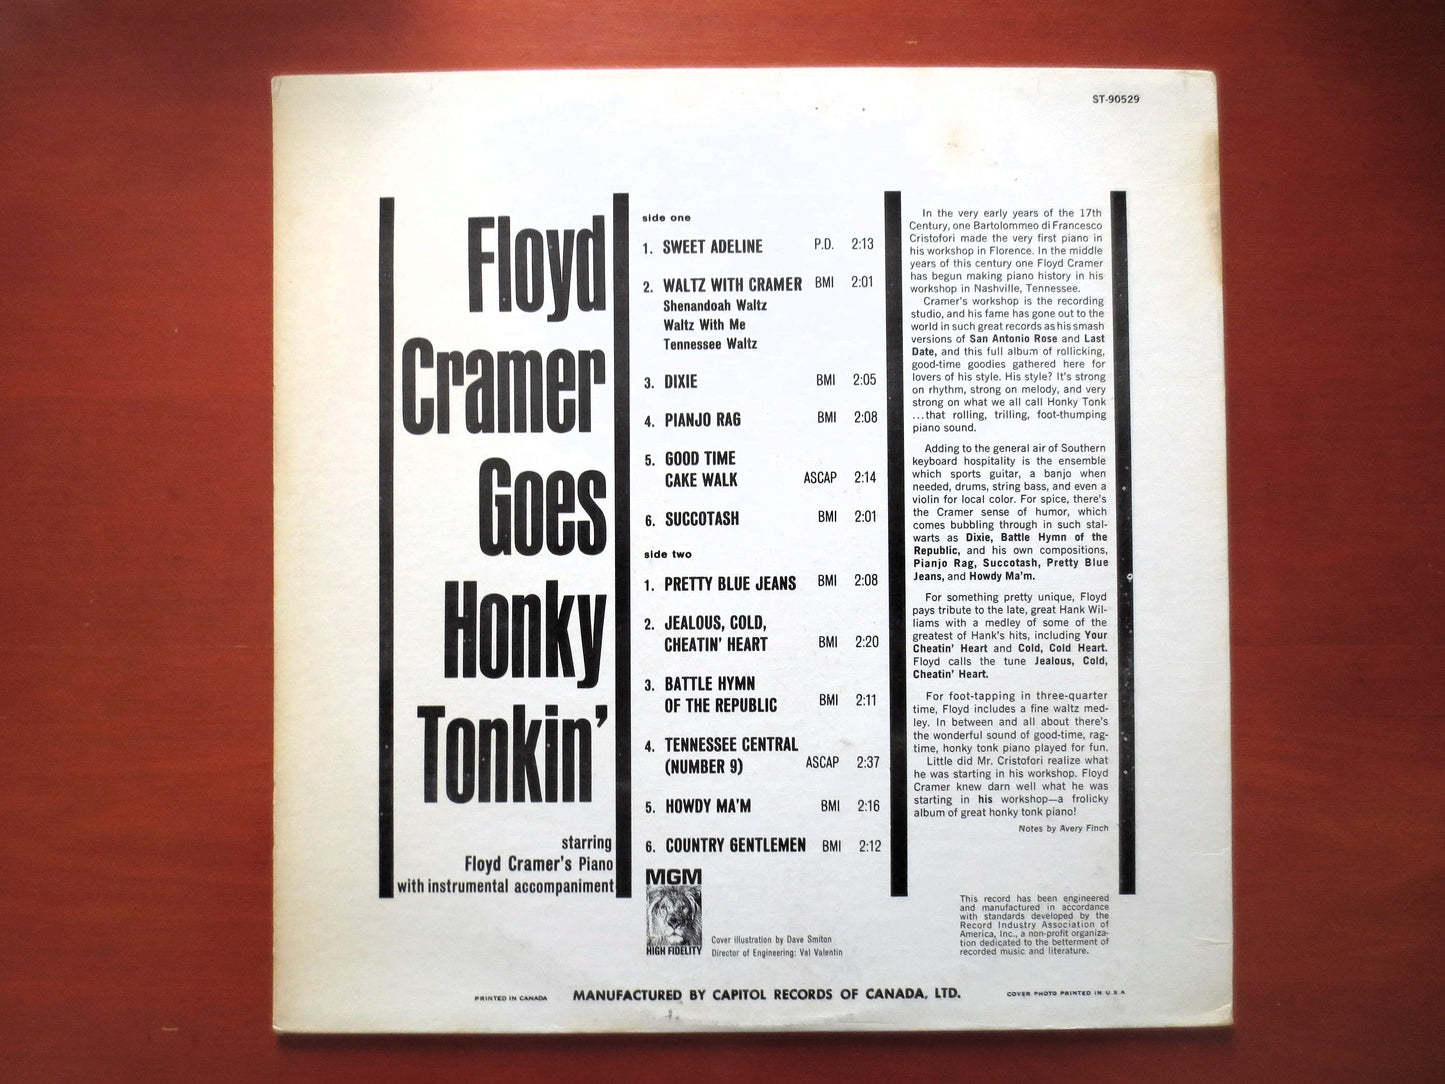 ST-90529
Floyd
Cramer
Goes
Honky
Tonkin'
starring
Floyd Cramer's Piano
with instrumental accompaniment
side one
1. SWEET ADELINE P.D. 2:13
2. WALTZ WITH CRAMER BMI 2:01
Shenandoah Waltz
Waltz With Me
Tennessee Waltz
3. DIXIE BMI 2:05
4. PIANJO RAG BMI 2:08
5. GOOD TIME
CAKE WALK ASCAP 2:14
6. SUCCOTASH BMI 2:01
side two
1. PRETTY BLUE JEANS BMI 2:08
2. JEALOUS, COLD,
CHEATIN' HEART BMI 2:20
3. BATTLE HYMN
OF THE REPUBLIC BMI 2:11
4. TENNESSEE CENTRAL
(NUMBER 9) ASCAP 2:37
5. HOWDY MA'M BMI 2:16
6. COUNTRY GENTLEMEN BMI 2:12
MGM
HIGH FIDELITY
Cover Illustration by Dave Smiton
Director of Engineering: Val Valentin
In the very early years of the 17th
Century, one Bartolommeo di Francesco
Cristofori made the very first piano in
his workshop in Florence. In the middle
years of this century one Floyd Cramer
has begun making piano history in his
workshop in Nashville, Tennessee.
Cramer's workshop is the recording
studio, and his fame has gone out to the
world in such great records as his smash
versions of San Antonio Rose and Last
Date, and this full album of rollicking,
good-time goodies gathered here for
lovers of his style. His style? It's strong
on rhythm, strong on melody, and very
strong on what we all call Honky Tonk
...that rolling, trilling, foot-thumping
piano sound.
Adding to the general air of Southern
keyboard hospitality is the ensemble
which sports guitar, a banjo when
needed, drums, string bass, and even a
violin for local color. For spice, there's
the Cramer sense of humor, which
comes bubbling through in such stal-
warts as Dixie, Battle Hymn of the
Republic, and his own compositions,
Pianjo Rag, Succotash, Pretty Blue
Jeans, and Howdy Ma'm.
For something pretty unique, Floyd
pays tribute to the late, great Hank Wil-
liams with a medley of some of the
greatest of Hank's hits, including Your
Cheatin' Heart and Cold, Cold Heart.
Floyd calls the tune Jealous, Cold,
Cheatin' Heart.
For foot-tapping in three-quarter
time, Floyd includes a fine waltz med-
ley. In between and all about there's
the wonderful sound of good-time, rag-
time, honky tonk piano played for fun.
Little did Mr. Cristofori realize what
he was starting in his workshop. Floyd
Cramer knew darn well what he was
starting in his workshop—a frolicky
album of great honky tonk piano!
Notes by Avery Finch
This record has been engineered
and manufactured in accordance
with standards developed by the
Record Industry Association of
America, Inc., a non-profit organiza-
tion dedicated to the betterment of
recorded music and literature.
PRINTED IN CANADA
MANUFACTURED BY CAPITOL RECORDS OF CANADA, LTD.
COVER PHOTO PRINTED IN U.S.A